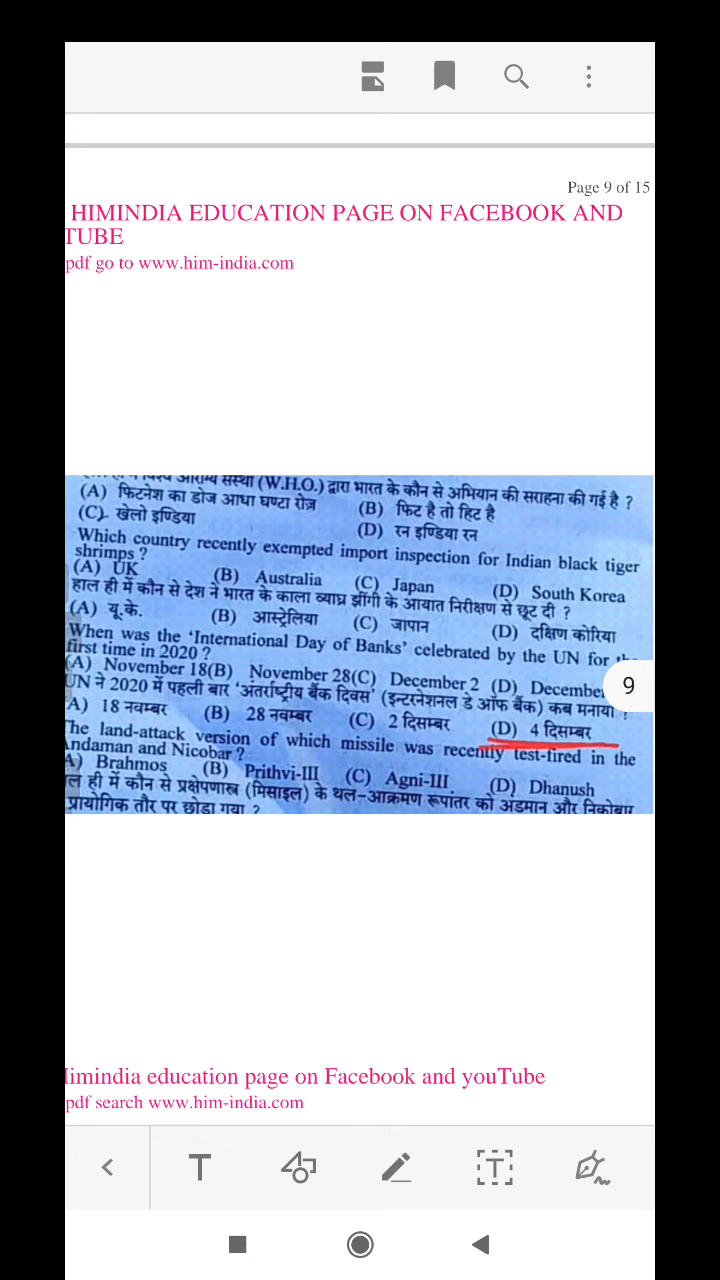 Page 9 of 15
HIMINDIA EDUCATION PAGE ON FACEBOOK AND
TUBE
pdf go to www.him-india.com
(W.H.O.) द्वारा भारत के कौन से अभियान की सराहना की गई है ?
(A) फिटनेश का डोज आधा घण्टा रोज़ (B) फिट है तो हिट है
(C) खेलो इण्डिया (D) रन इण्डिया रन
Which country recently exempted import inspection for Indian black tiger
shrimps ?
(A) UK (B) Australia (C) Japan (D) South Korea
हाल ही में कौन से देश ने भारत के काला व्याघ्र झींगी के आयात निरीक्षण से छूट दी ?
(A) यू.के. (B) आस्ट्रेलिया (C) जापान (D) दक्षिण कोरिया
When was the ‘International Day of Banks’ celebrated by the UN for the
first time in 2020 ?
(A) November 18(B) November 28(C) December 2 (D) December
UN ने 2020 में पहली बार ‘अंतर्राष्ट्रीय बैंक दिवस’ (इन्टरनेशनल डे ऑफ बैंक) कब मनाया ?
A) 18 नवम्बर (B) 28 नवम्बर (C) 2 दिसम्बर (D) 4 दिसम्बर
The land-attack version of which missile was recently test-fired in the
Andaman and Nicobar ?
A) Brahmos (B) Prithvi-III (C) Agni-III (D) Dhanush
ल ही में कौन से प्रक्षेपणास्त्र (मिसाइल) के थल-आक्रमण रूपांतर को अंडमान और निकोबार
प्रायोगिक तौर पर छोड़ा गया ?
9
Himindia education page on Facebook and youTube
pdf search www.him-india.com